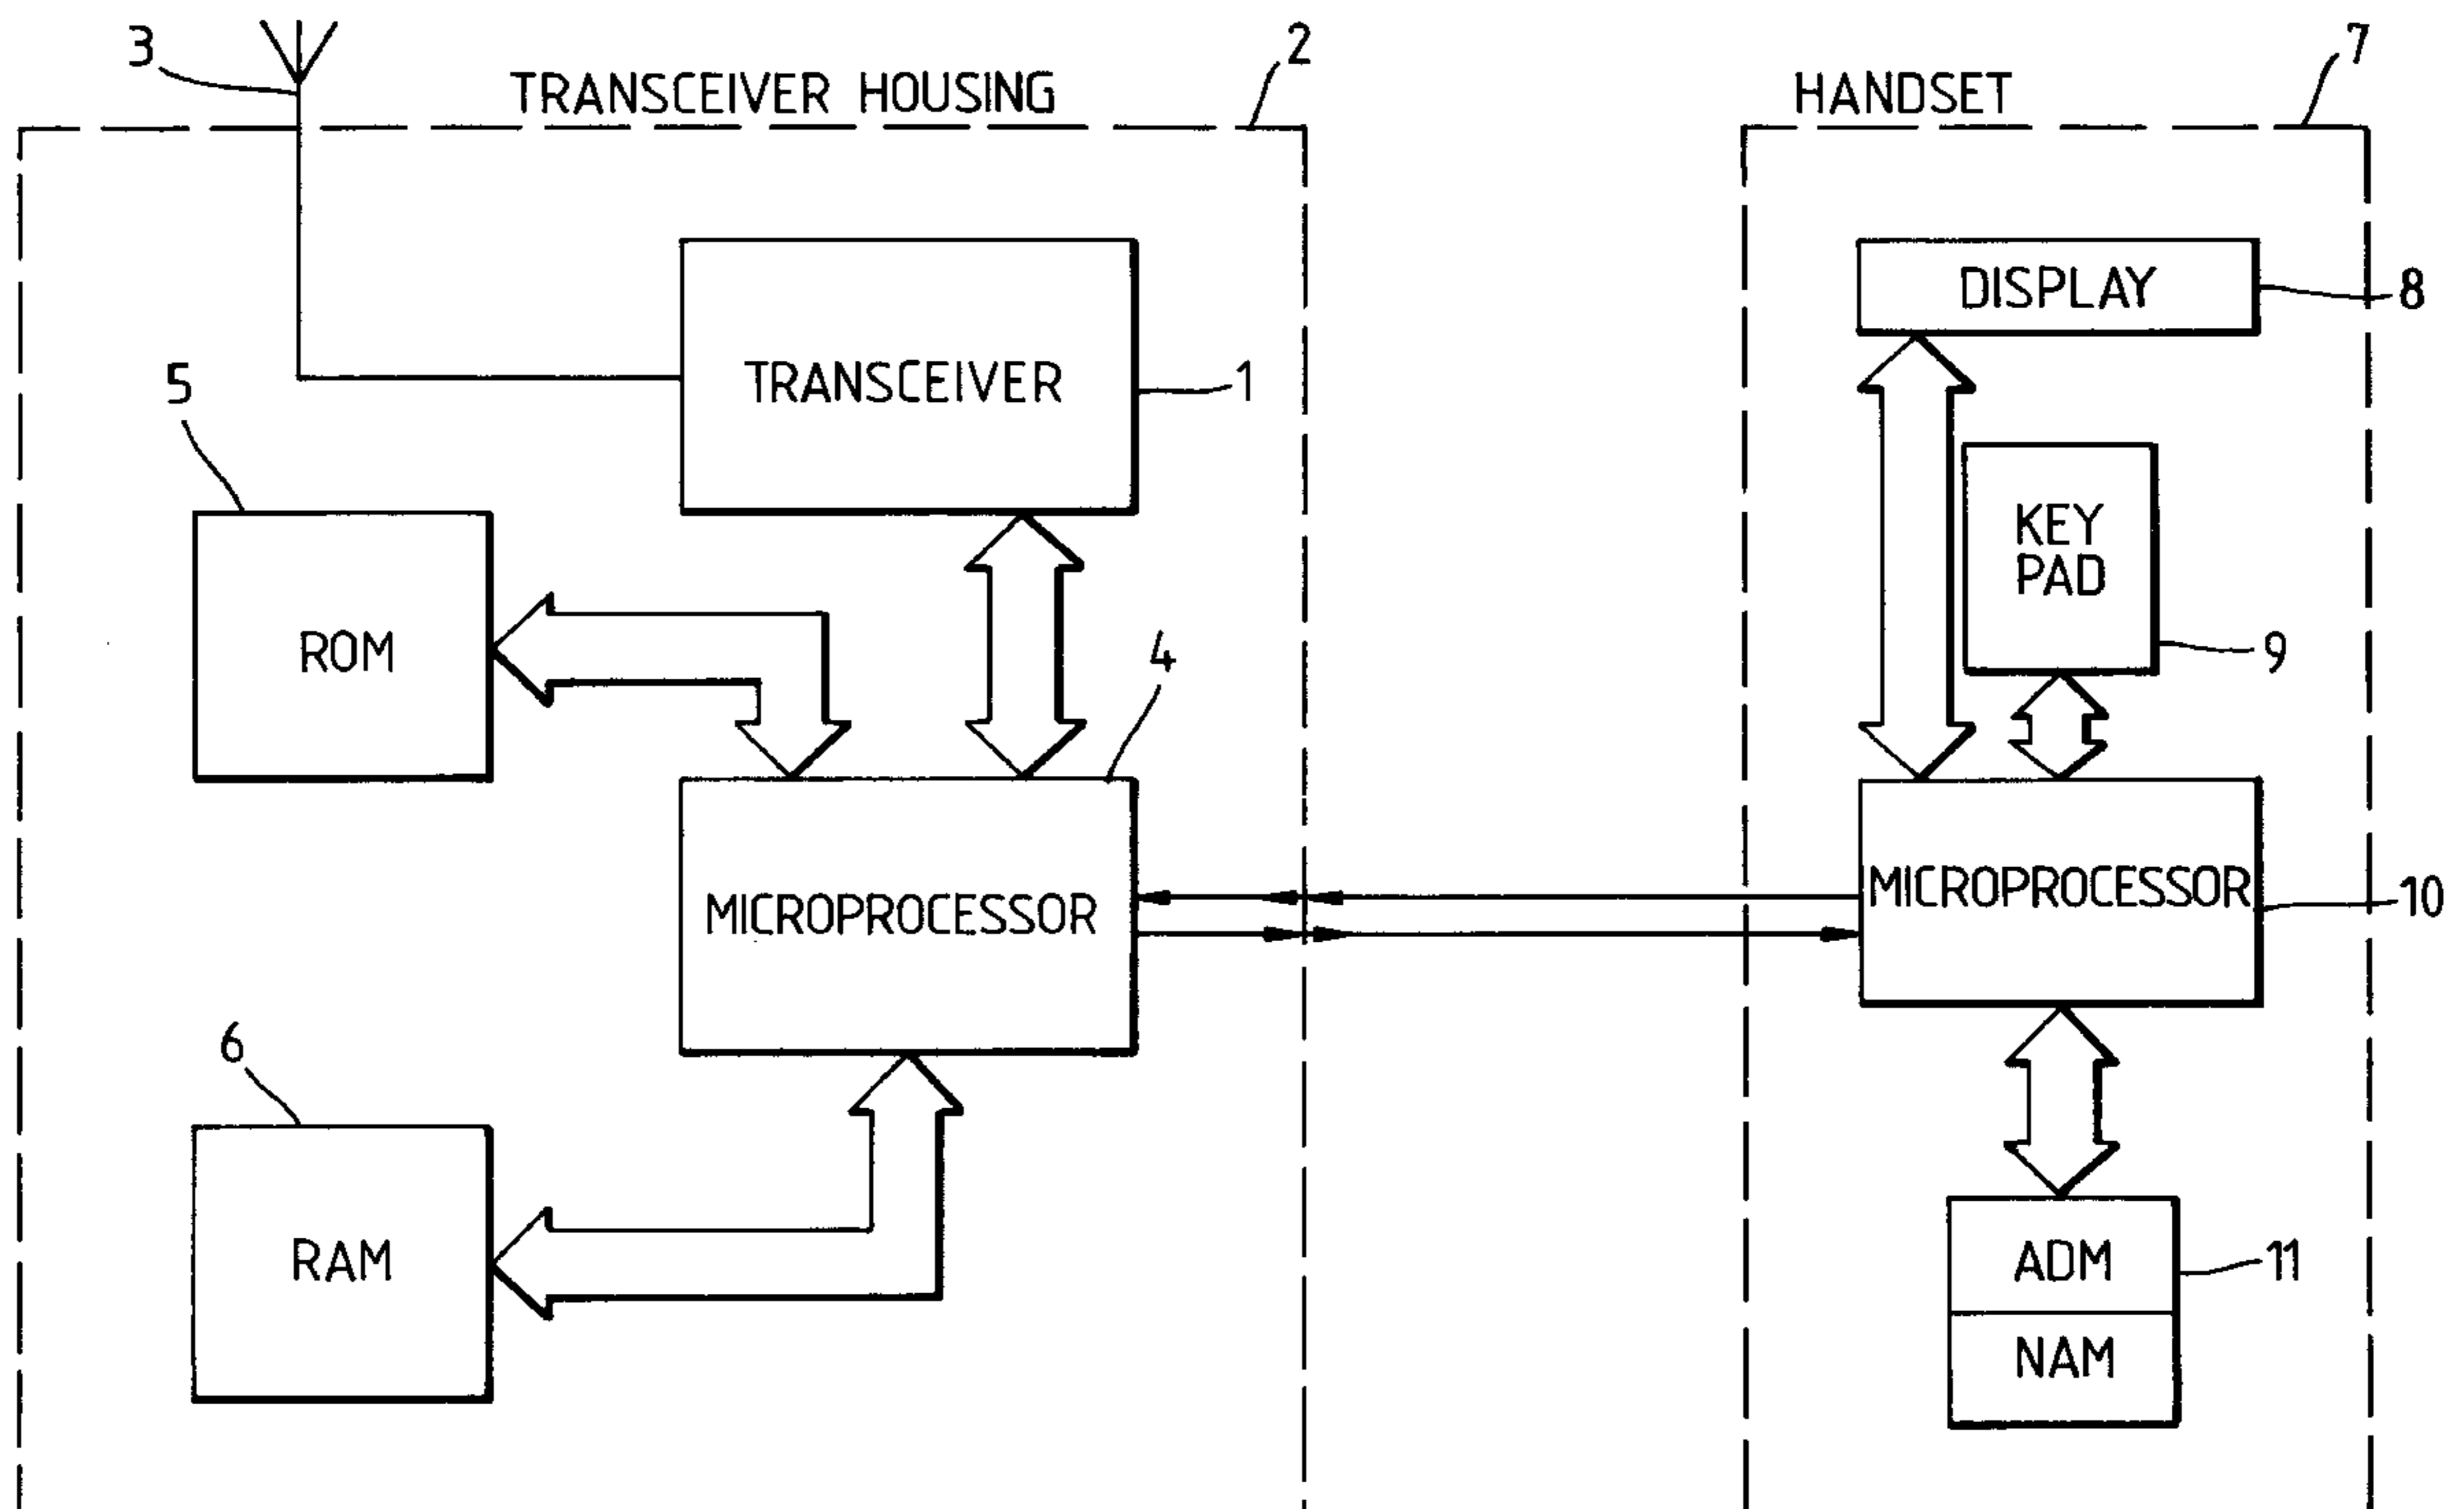 3
TRANSCEIVER HOUSING
2
HANDSET
7
DISPLAY
8
5
TRANSCEIVER
1
KEY
PAD
9
ROM
4
MICROPROCESSOR
MICROPROCESSOR
10
6
RAM
ADM
11
NAM